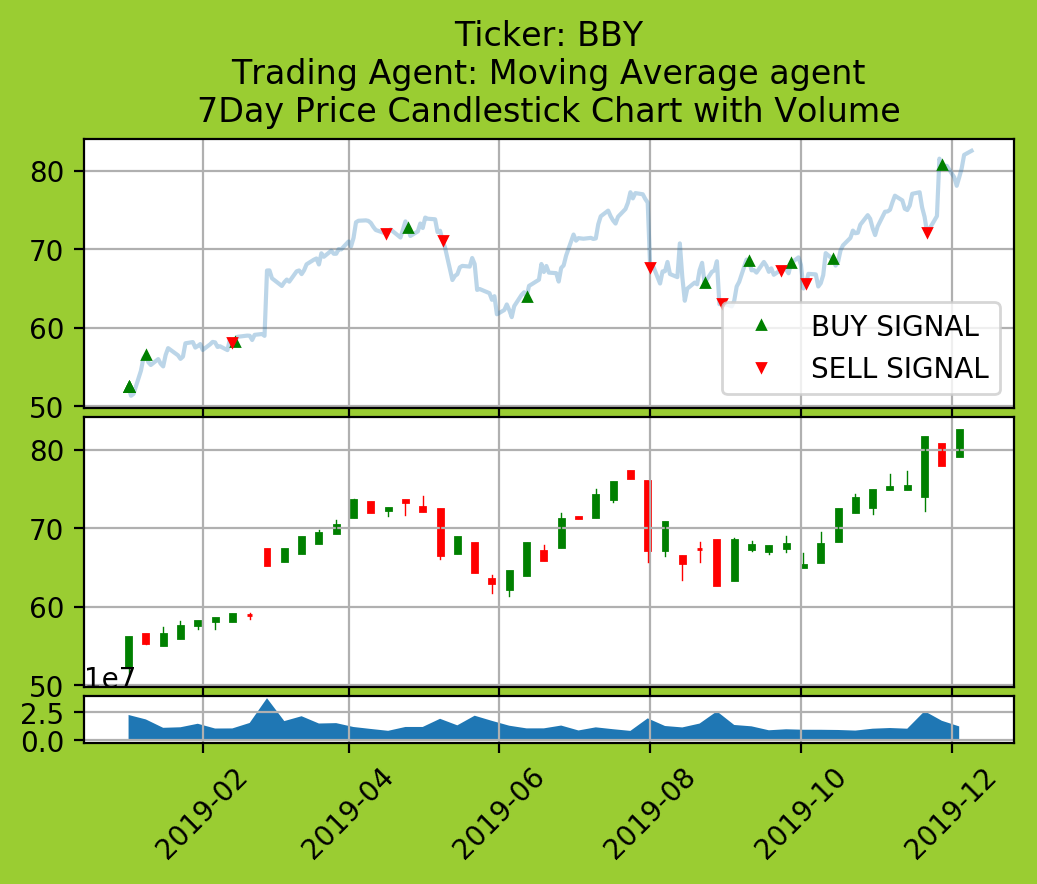 Ticker: BBY
Trading Agent: Moving Average agent
7Day Price Candlestick Chart with Volume
80
70
60
50
BUY SIGNAL
SELL SIGNAL
80
70
60
50
1e7
2.5
0.0
2019-02
2019-04
2019-06
2019-08
2019-10
2019-12